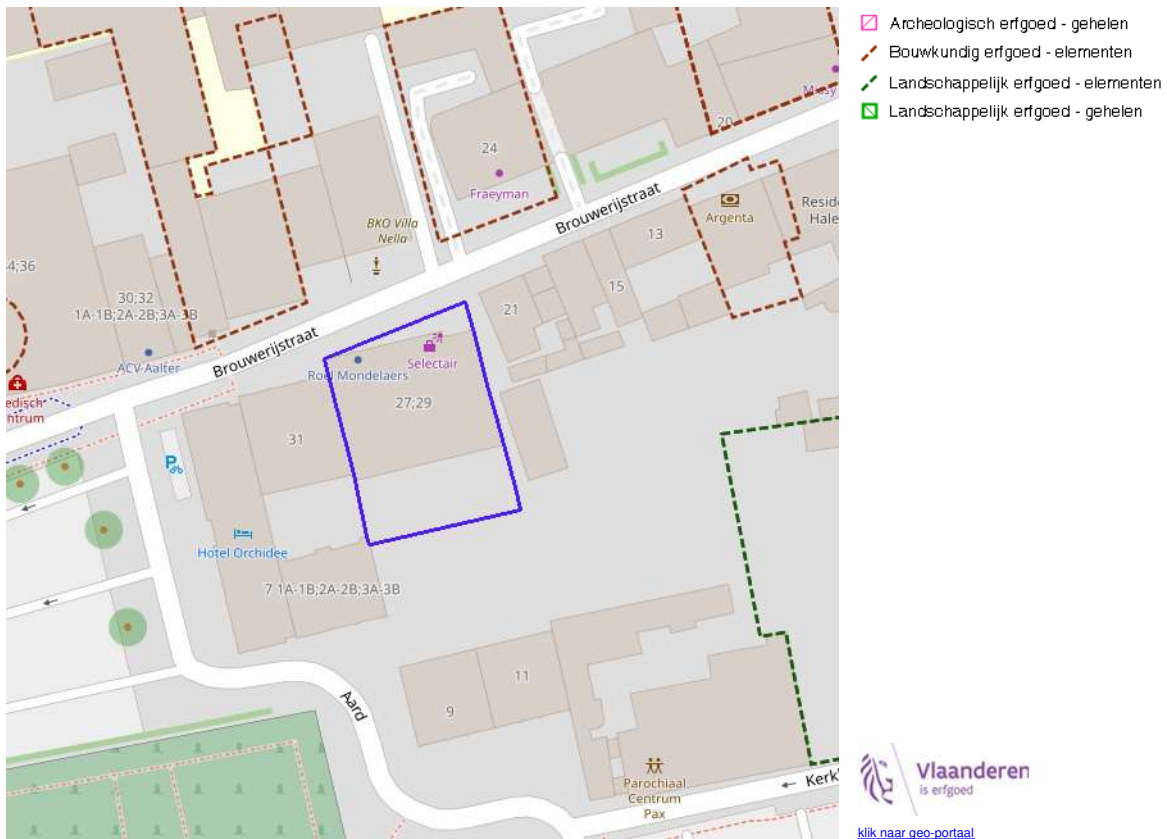 Archeologisch erfgoed - gehelen
Bouwkundig erfgoed - elementen
Landschappelijk erfgoed - elementen
Landschappelijk erfgoed - gehelen
20
24
Fraeyman
Brouwerijstraat
Argenta
13
15
21
BKO Villa
Nella
4;36
30;32
1A-1B;2A-2B;3A-3B
ACV Aalter
Brouwerijstraat
Selectair
Roel Mondelaers
27;29
31
P
Hotel Orchidee
7 1A-1B;2A-2B;3A-3B
Aard
9
11
Parochiaal
Centrum
Pax
Vlaanderen
is erfgoed
klik naar geo-portaal